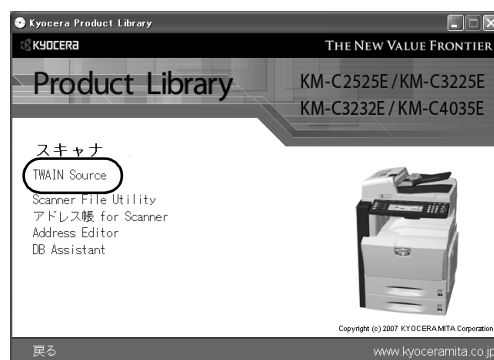 Kyocera Product Library
KYOCERA
THE NEW VALUE FRONTIER
Product Library
KM-C2525E / KM-C3225E
KM-C3232E / KM-C4035E
スキャナ
TWAIN Source
Scanner File Utility
アドレス帳 for Scanner
Address Editor
DB Assistant
Copyright (c) 2007 KYOCERA MITA Corporation
戻る
www.kyoceramita.co.jp